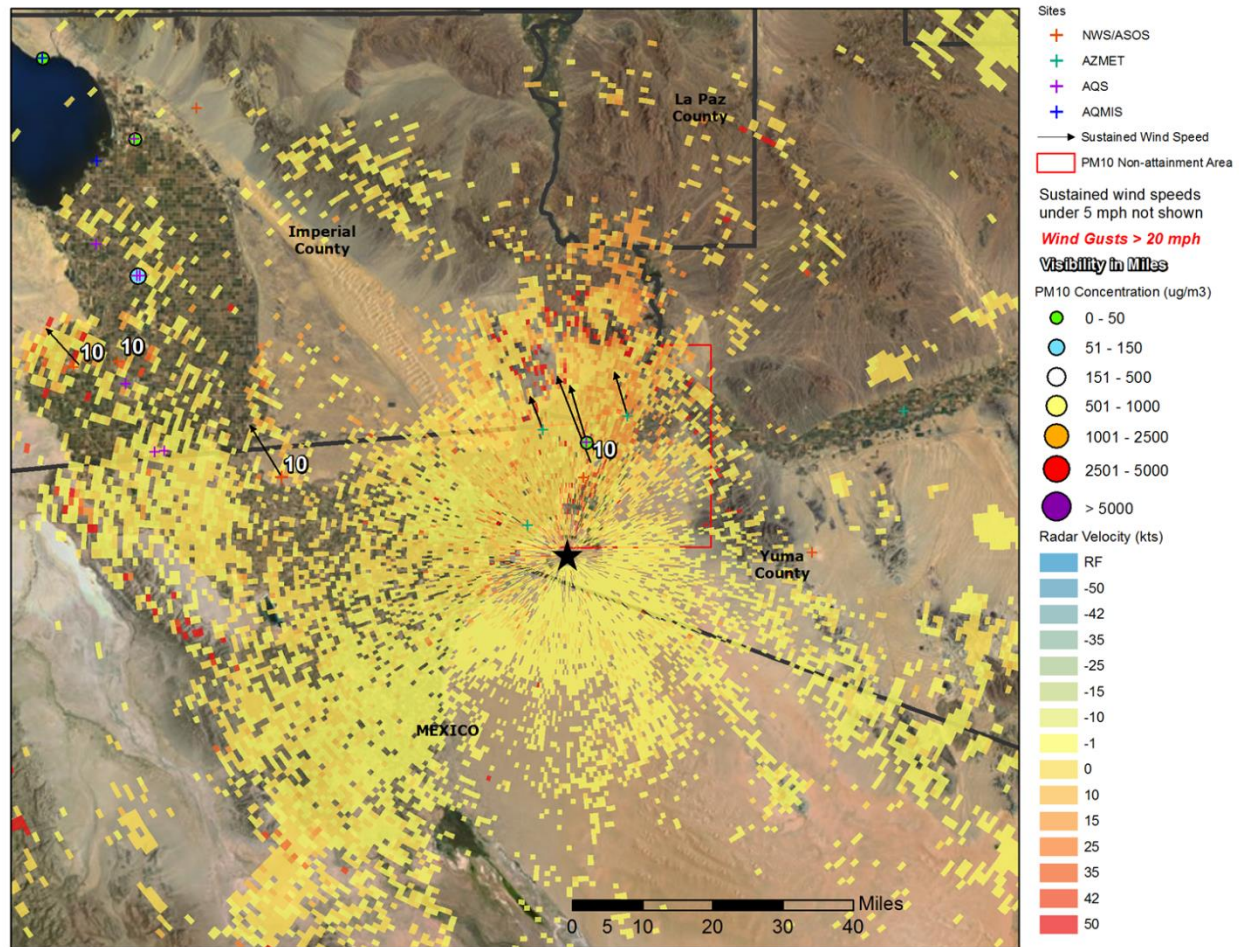 La Paz
County
Imperial
County
10
10
10
10
Yuma
County
MEXICO
Miles
0 5 10 20 30 40
Sites
NWS/ASOS
AZMET
AQS
AQMIS
Sustained Wind Speed
PM10 Non-attainment Area
Sustained wind speeds
under 5 mph not shown
Wind Gusts > 20 mph
Visibility in Miles
PM10 Concentration (ug/m3)
0 - 50
51 - 150
151 - 500
501 - 1000
1001 - 2500
2501 - 5000
> 5000
Radar Velocity (kts)
RF
-50
-42
-35
-25
-15
-10
-1
0
10
15
25
35
42
50